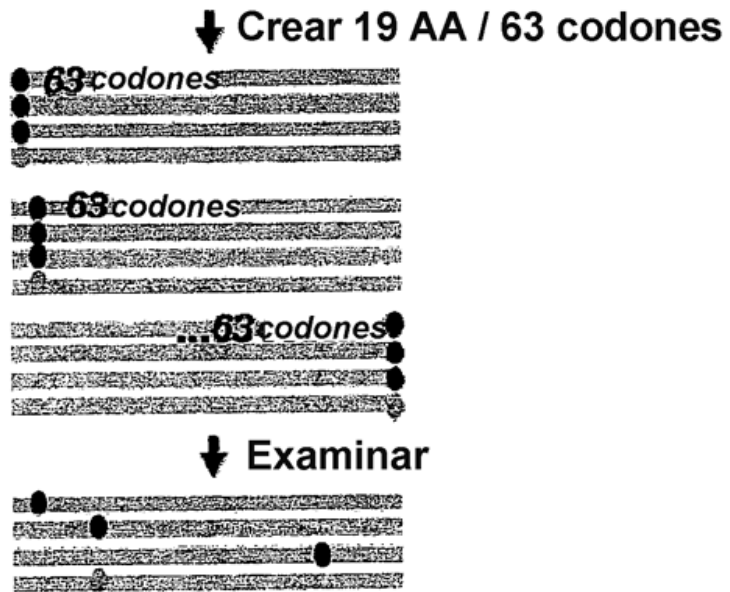 Crear 19 AA / 63 codones
63 codones
63 codones
...63 codones
Examinar